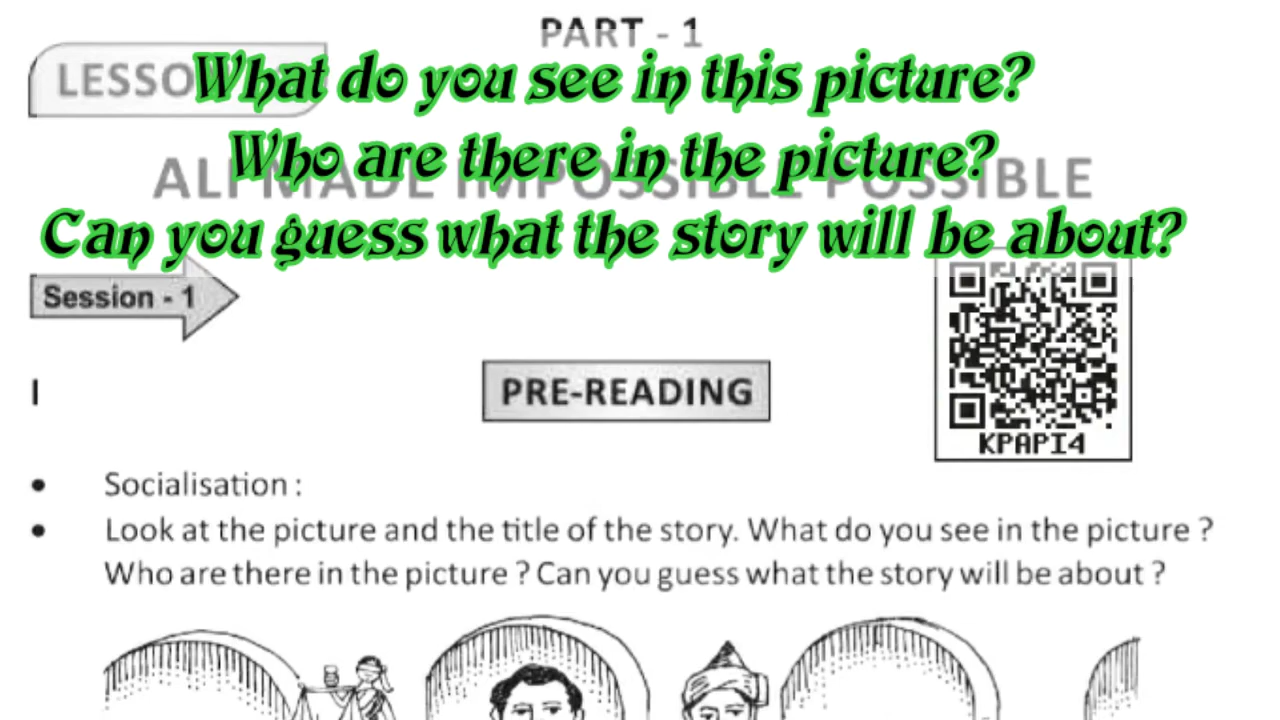 PART - 1
LESSO
What do you see in this picture?
Who are there in the picture?
ALI MADE IMPOSSIBLE POSSIBLE
Can you guess what the story will be about?
Session - 1
I
PRE-READING
KPAPI4
• Socialisation :
• Look at the picture and the title of the story. What do you see in the picture ?
Who are there in the picture ? Can you guess what the story will be about ?